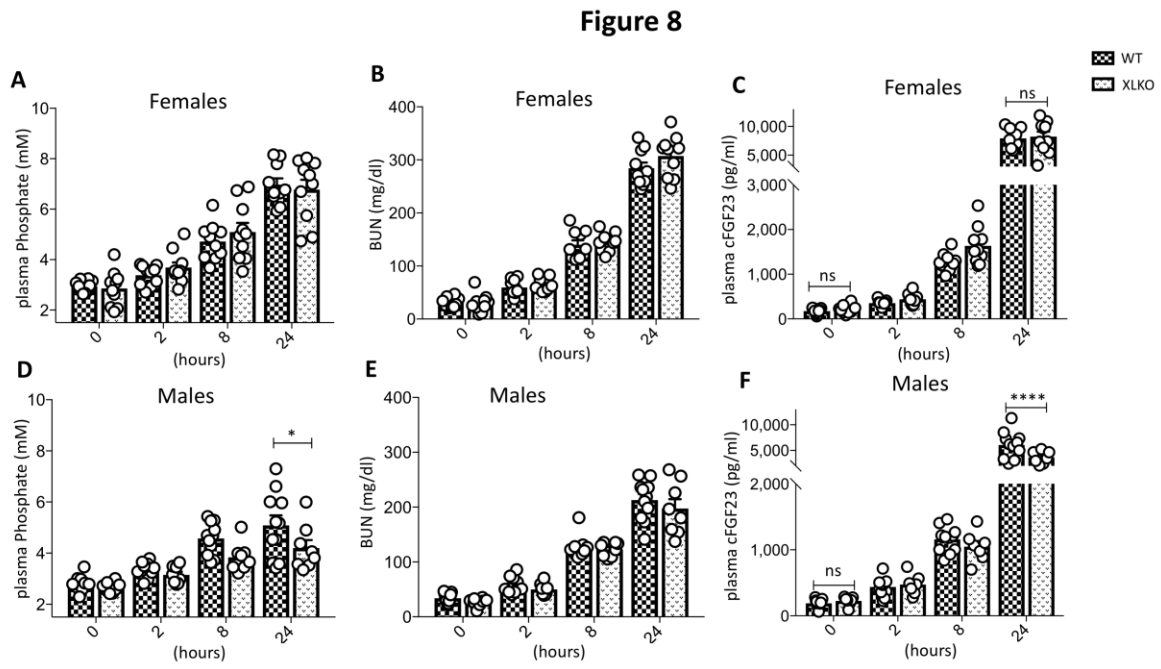 Figure 8
WT
XLKO
A
Females
plasma Phosphate (mM)
10
8
6
4
2
0
2
8
24
(hours)
B
Females
BUN (mg/dl)
400
300
200
100
0
0
2
8
24
(hours)
C
Females
plasma cFGF23 (pg/ml)
10,000
5,000
3,000
2,000
1,000
0
ns
ns
0
2
8
24
(hours)
D
Males
plasma Phosphate (mM)
10
8
6
4
2
*
0
2
8
24
(hours)
E
Males
BUN (mg/dl)
400
300
200
100
0
0
2
8
24
(hours)
F
Males
plasma cFGF23 (pg/ml)
10,000
5,000
2,000
1,000
0
ns
****
0
2
8
24
(hours)